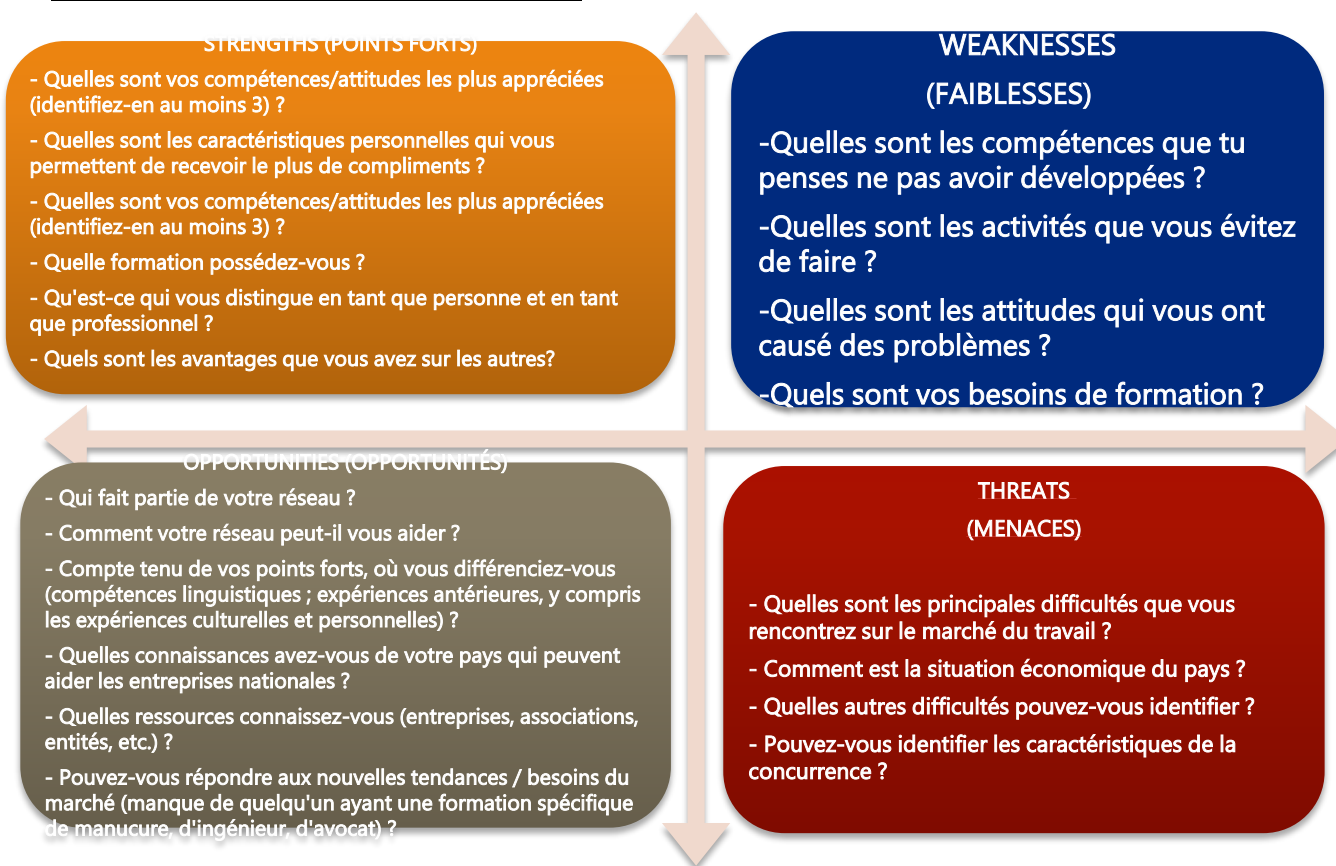 STRENGTHS (POINTS FORTS)
- Quelles sont vos compétences/attitudes les plus appréciées
(identifiez-en au moins 3) ?
- Quelles sont les caractéristiques personnelles qui vous
permettent de recevoir le plus de compliments ?
- Quelles sont vos compétences/attitudes les plus appréciées
(identifiez-en au moins 3) ?
- Quelle formation possédez-vous ?
- Qu'est-ce qui vous distingue en tant que personne et en tant
que professionnel ?
- Quels sont les avantages que vous avez sur les autres?
WEAKNESSES
(FAIBLESSES)
-Quelles sont les compétences que tu
penses ne pas avoir développées ?
-Quelles sont les activités que vous évitez
de faire ?
-Quelles sont les attitudes qui vous ont
causé des problèmes ?
-Quels sont vos besoins de formation ?
OPPORTUNITIES (OPPORTUNITÉS)
- Qui fait partie de votre réseau ?
- Comment votre réseau peut-il vous aider ?
- Compte tenu de vos points forts, où vous différenciez-vous
(compétences linguistiques ; expériences antérieures, y compris
les expériences culturelles et personnelles) ?
- Quelles connaissances avez-vous de votre pays qui peuvent
aider les entreprises nationales ?
- Quelles ressources connaissez-vous (entreprises, associations,
entités, etc.) ?
- Pouvez-vous répondre aux nouvelles tendances / besoins du
marché (manque de quelqu'un ayant une formation spécifique
de manucure, d'ingénieur, d'avocat) ?
THREATS
(MENACES)
- Quelles sont les principales difficultés que vous
rencontrez sur le marché du travail ?
- Comment est la situation économique du pays ?
- Quelles autres difficultés pouvez-vous identifier ?
- Pouvez-vous identifier les caractéristiques de la
concurrence ?